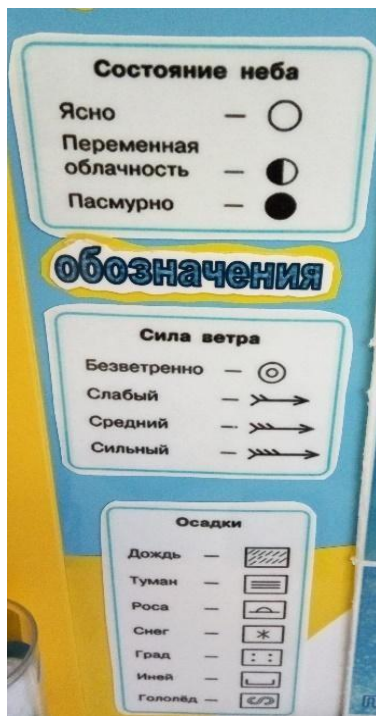 Состояние неба
Ясно –
Переменная
облачность –
Пасмурно –
обозначения
Сила ветра
Безветренно –
Слабый –
Средний –
Сильный –
Осадки
Дождь –
Туман –
Роса –
Снег –
Град –
Иней –
Гололёд –